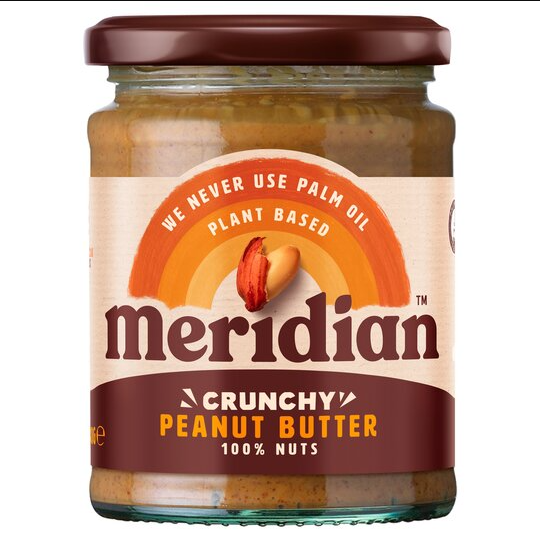 WE NEVER USE PALM OIL
PLANT BASED
meridian™
CRUNCHY
PEANUT BUTTER
100% NUTS